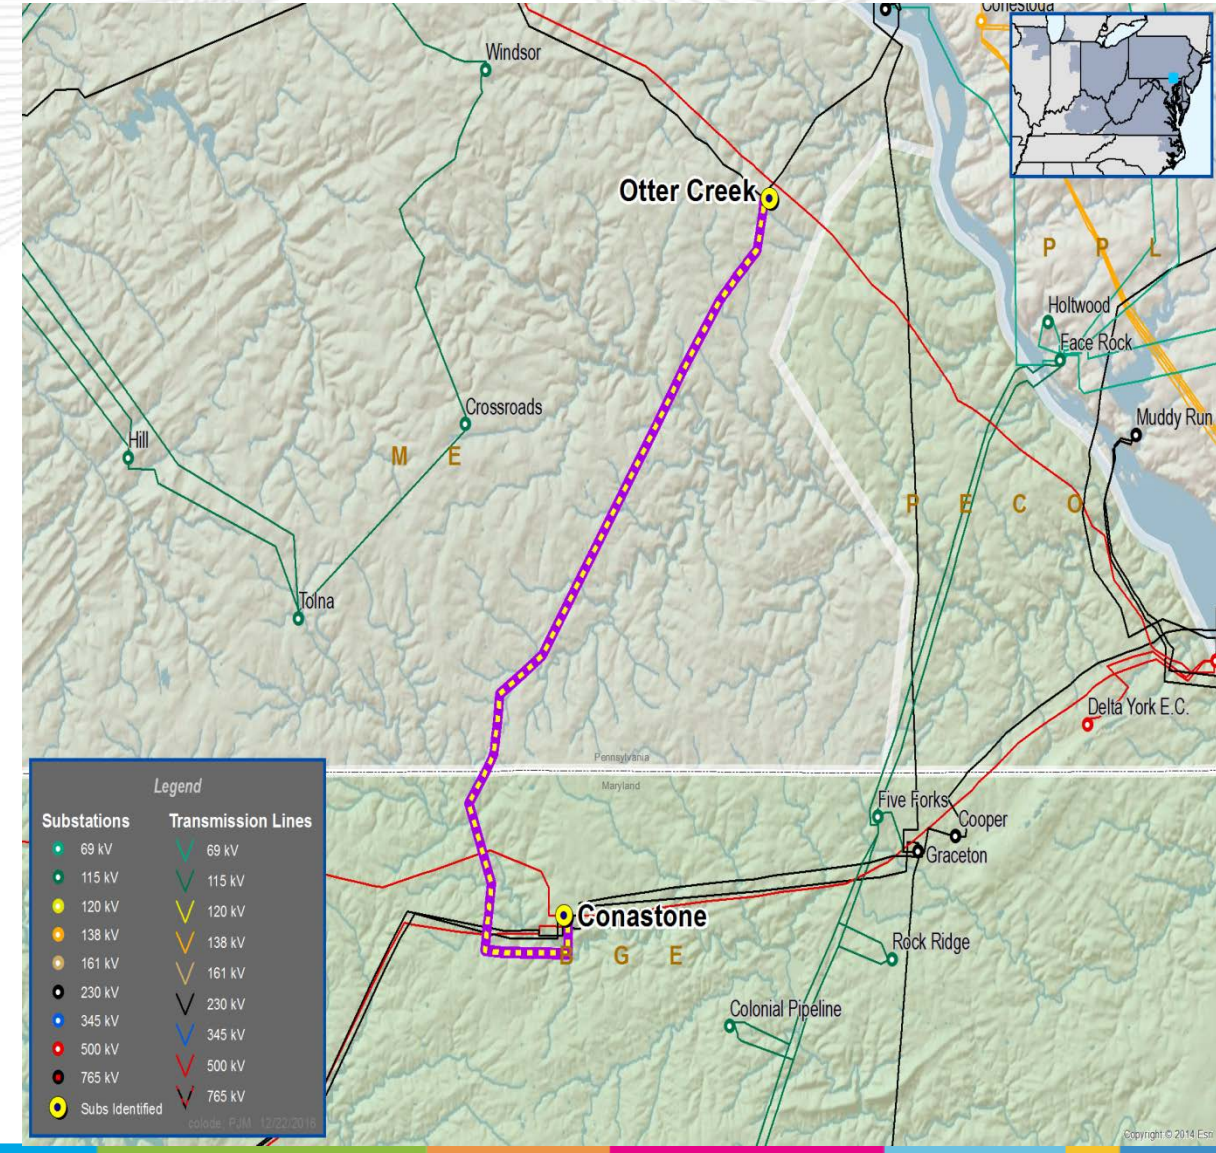 Conestoga
Windsor
Otter Creek
P P L
Holtwood
Face Rock
Crossroads
Muddy Run
Hill
M E
P E C O
Tolna
Delta York E.C.
Pennsylvania
Maryland
Five Forks
Cooper
Graceton
Conastone
B G E
Rock Ridge
Colonial Pipeline
Legend
Substations
Transmission Lines
69 kV
69 kV
115 kV
115 kV
120 kV
120 kV
138 kV
138 kV
161 kV
161 kV
230 kV
230 kV
345 kV
345 kV
500 kV
500 kV
765 kV
765 kV
Subs Identified
colode; PJM 12/22/2016
Copyright:© 2014 Esri